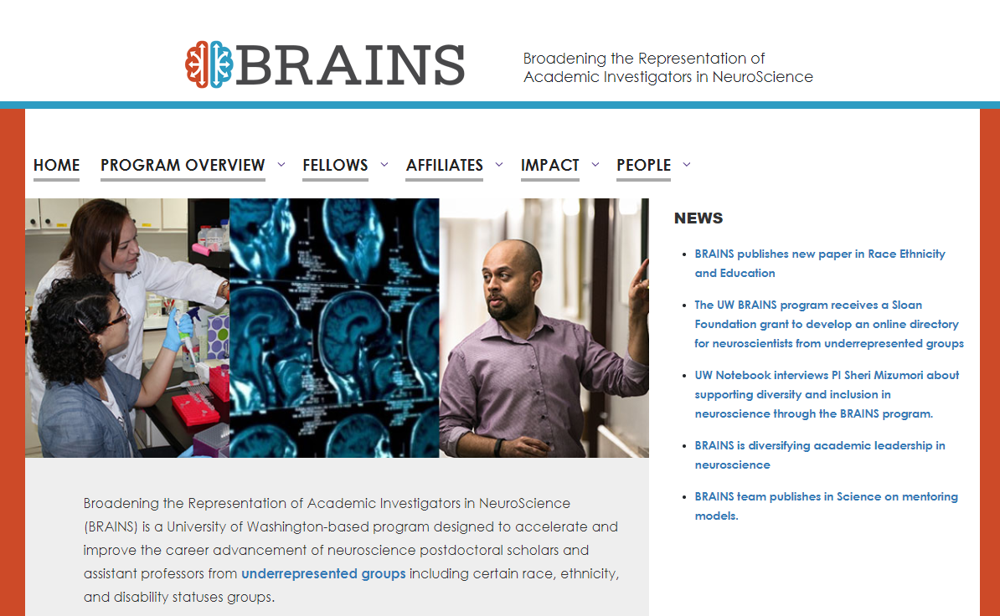 BRAINS
Broadening the Representation of
Academic Investigators in NeuroScience
HOME PROGRAM OVERVIEW FELLOWS AFFILIATES IMPACT PEOPLE
NEWS
BRAINS publishes new paper in Race Ethnicity
and Education
The UW BRAINS program receives a Sloan
Foundation grant to develop an online directory
for neuroscientists from underrepresented groups
UW Notebook interviews PI Sheri Mizumori about
supporting diversity and inclusion in
neuroscience through the BRAINS program.
BRAINS is diversifying academic leadership in
neuroscience
BRAINS team publishes in Science on mentoring
models.
Broadening the Representation of Academic Investigators in NeuroScience
(BRAINS) is a University of Washington-based program designed to accelerate and
improve the career advancement of neuroscience postdoctoral scholars and
assistant professors from underrepresented groups including certain race, ethnicity,
and disability statuses groups.